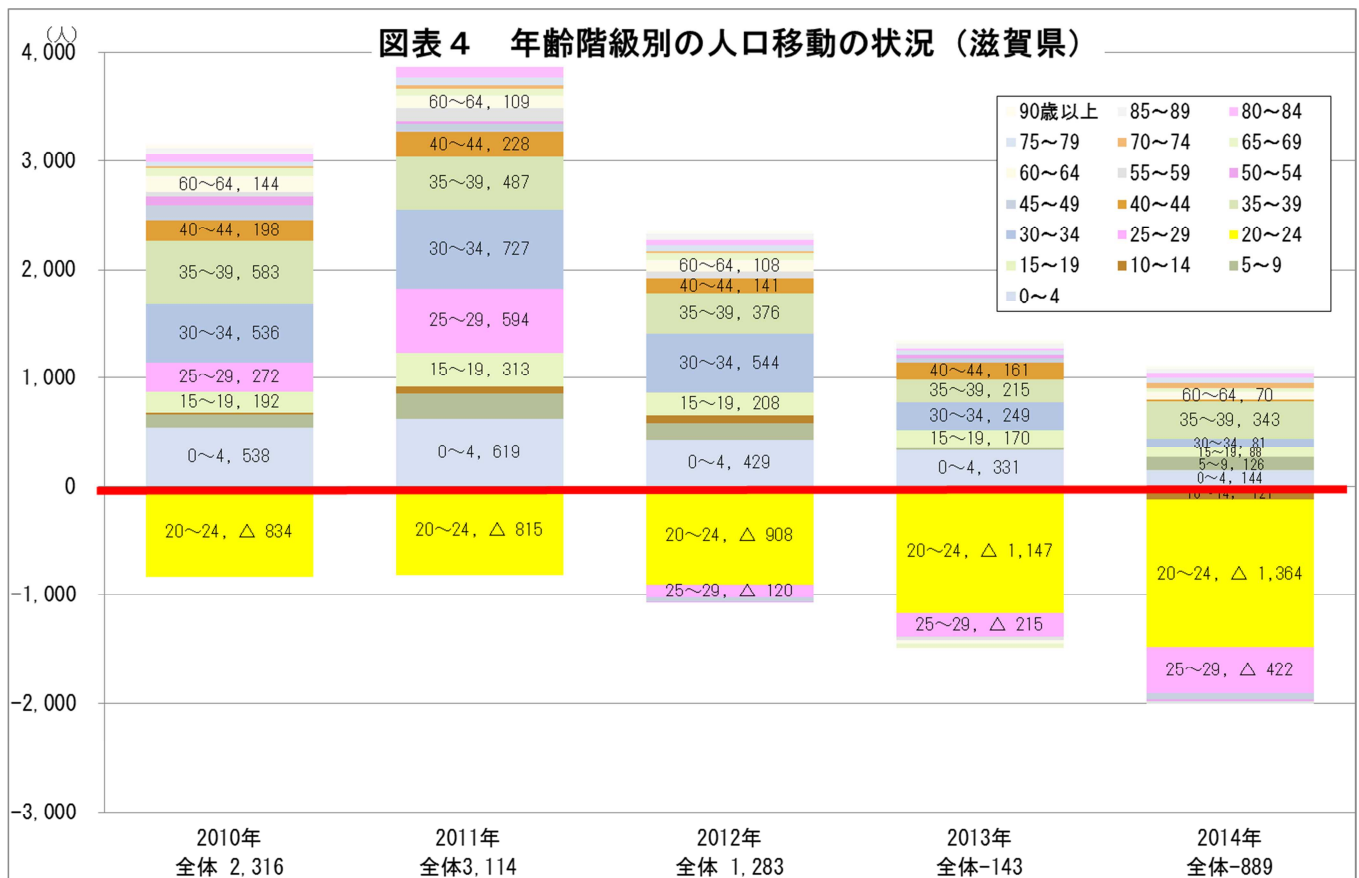 図表４　年齢階級別の人口移動の状況（滋賀県）
(人)
4,000
3,000
2,000
1,000
0
-1,000
-2,000
-3,000
90歳以上 85～89 80～84
75～79 70～74 65～69
60～64 55～59 50～54
45～49 40～44 35～39
30～34 25～29 20～24
15～19 10～14 5～9
0～4
60～64, 144
40～44, 198
35～39, 583
30～34, 536
25～29, 272
15～19, 192
0～4, 538
20～24, △ 834
60～64, 109
40～44, 228
35～39, 487
30～34, 727
25～29, 594
15～19, 313
0～4, 619
20～24, △ 815
60～64, 108
40～44, 141
35～39, 376
30～34, 544
15～19, 208
0～4, 429
20～24, △ 908
25～29, △ 120
40～44, 161
35～39, 215
30～34, 249
15～19, 170
0～4, 331
20～24, △ 1,147
25～29, △ 215
60～64, 70
35～39, 343
30～34, 81
15～19, 88
5～9, 126
0～4, 144
20～24, △ 1,364
25～29, △ 422
2010年
全体 2,316
2011年
全体3,114
2012年
全体 1,283
2013年
全体-143
2014年
全体-889